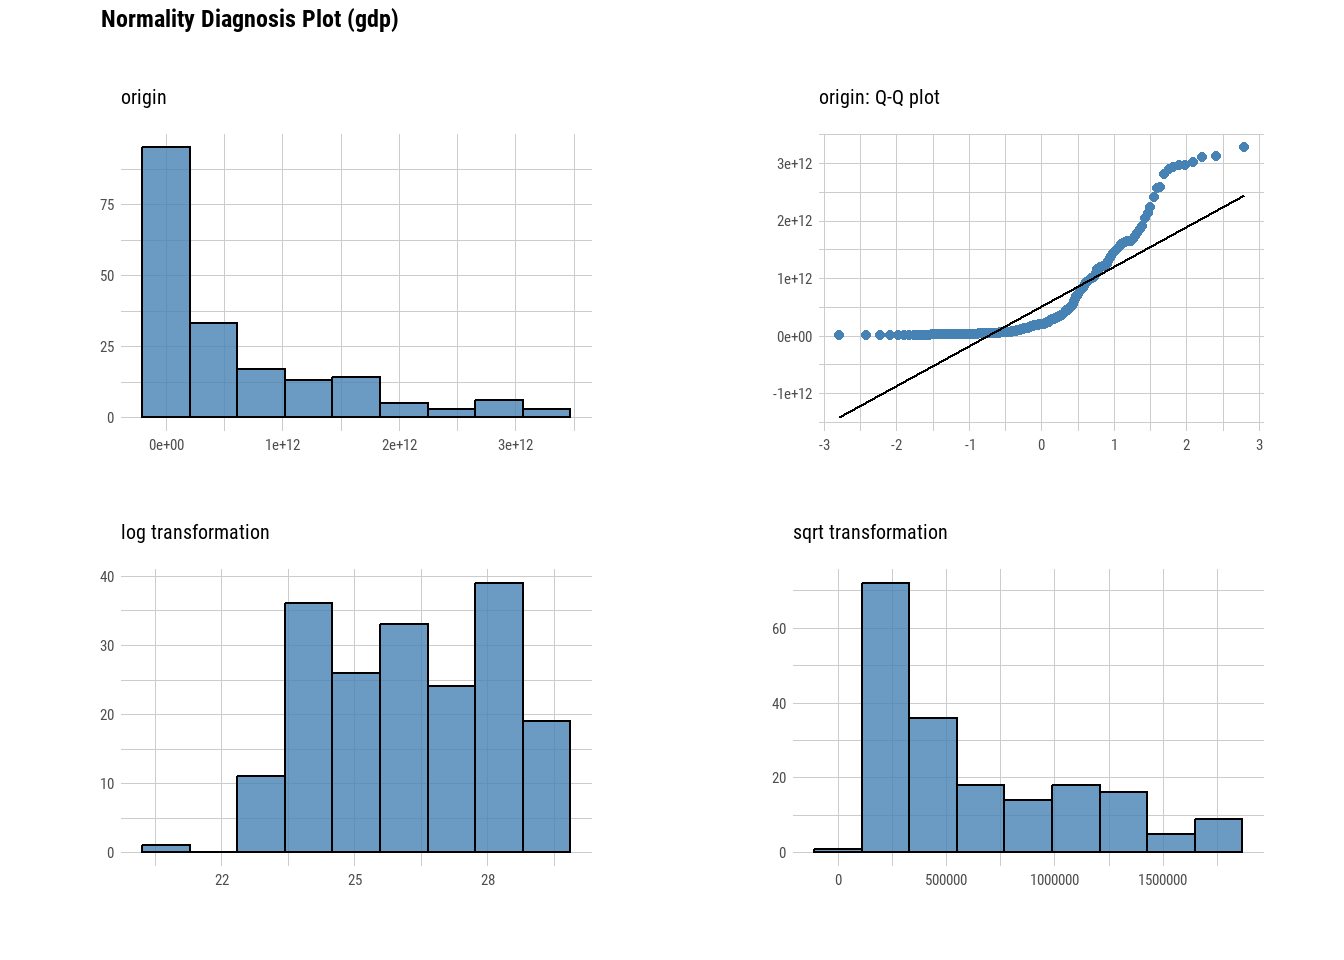 Normality Diagnosis Plot (gdp)
origin
75
50
25
0
0e+00 1e+12 2e+12 3e+12
origin: Q-Q plot
3e+12
2e+12
1e+12
0e+00
-1e+12
-3 -2 -1 0 1 2 3
log transformation
40
30
20
10
0
22 25 28
sqrt transformation
60
40
20
0
0 500000 1000000 1500000